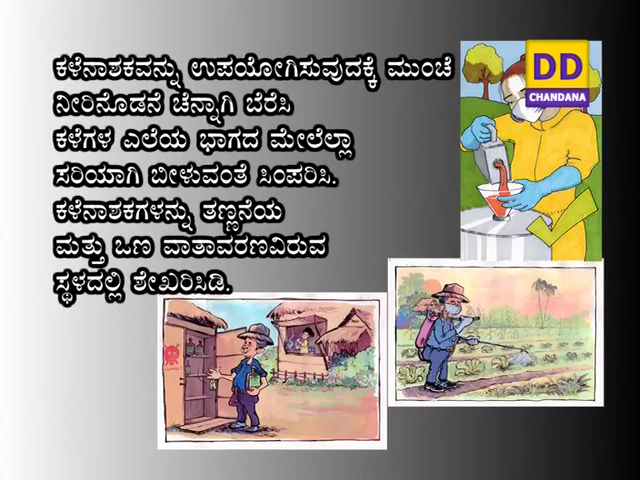 ಕಳೆನಾಶಕವನ್ನು ಉಪಯೋಗಿಸುವುದಕ್ಕೆ ಮುಂಚೆ
ನೀರಿನೊಡನೆ ಚೆನ್ನಾಗಿ ಬೆರೆಸಿ
ಕಳೆಗಳ ಎಲೆಯ ಭಾಗದ ಮೇಲೆಲ್ಲಾ
ಸರಿಯಾಗಿ ಬೀಳುವಂತೆ ಸಿಂಪರಿಸಿ.
ಕಳೆನಾಶಕಗಳನ್ನು ತಣ್ಣನೆಯ
ಮತ್ತು ಒಣ ವಾತಾವರಣವಿರುವ
ಸ್ಥಳದಲ್ಲಿ ಶೇಖರಿಸಿಡಿ.
DD
CHANDANA